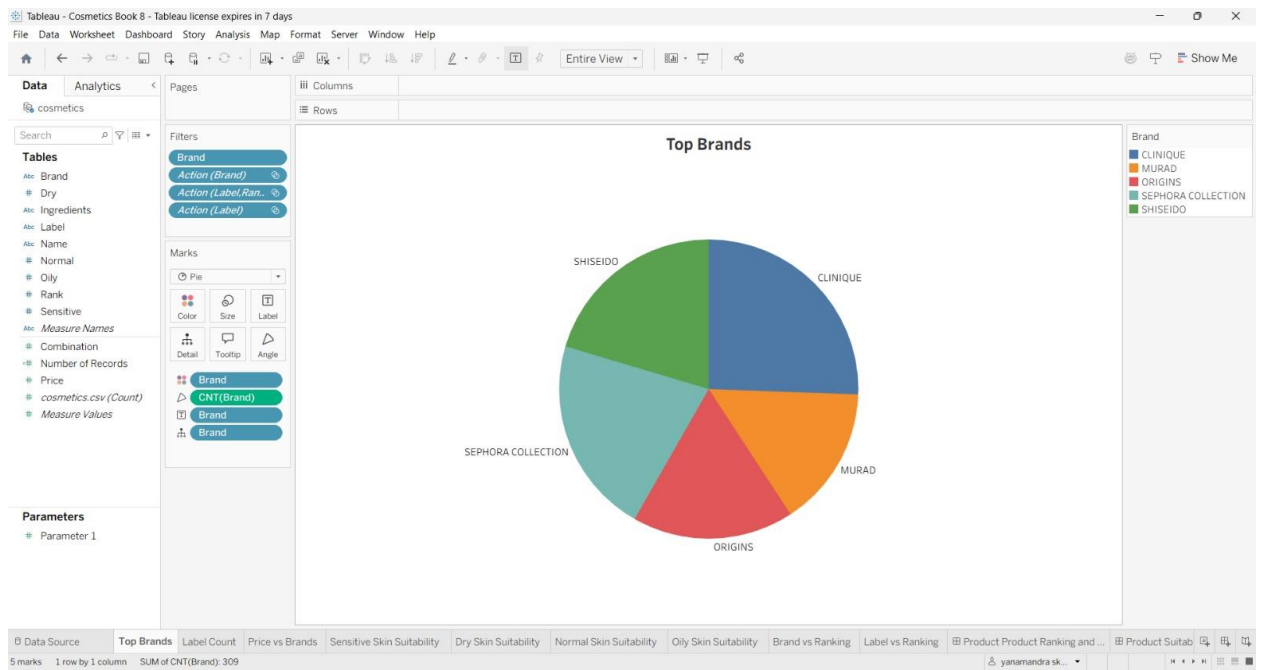 Tableau - Cosmetics Book 8 - Tableau license expires in 7 days
File Data Worksheet Dashboard Story Analysis Map Format Server Window Help
Entire View
Show Me
Data Analytics
cosmetics
Search
Tables
Abc Brand
# Dry
Abc Ingredients
Abc Label
Abc Name
# Normal
# Oily
# Rank
# Sensitive
Abc Measure Names
# Combination
=# Number of Records
# Price
# cosmetics.csv (Count)
# Measure Values
Parameters
# Parameter 1
Pages
Filters
Brand
Action (Brand)
Action (Label,Ran..
Action (Label)
Marks
Pie
Color Size Label
Detail Tooltip Angle
Brand
CNT(Brand)
Brand
Brand
iii Columns
Rows
Top Brands
SHISEIDO
CLINIQUE
SEPHORA COLLECTION
MURAD
ORIGINS
Brand
CLINIQUE
MURAD
ORIGINS
SEPHORA COLLECTION
SHISEIDO
Data Source Top Brands Label Count Price vs Brands Sensitive Skin Suitability Dry Skin Suitability Normal Skin Suitability Oily Skin Suitability Brand vs Ranking Label vs Ranking Product Product Ranking and ... Product Suitab
5 marks 1 row by 1 column SUM of CNT(Brand): 309 yanamandra sk...